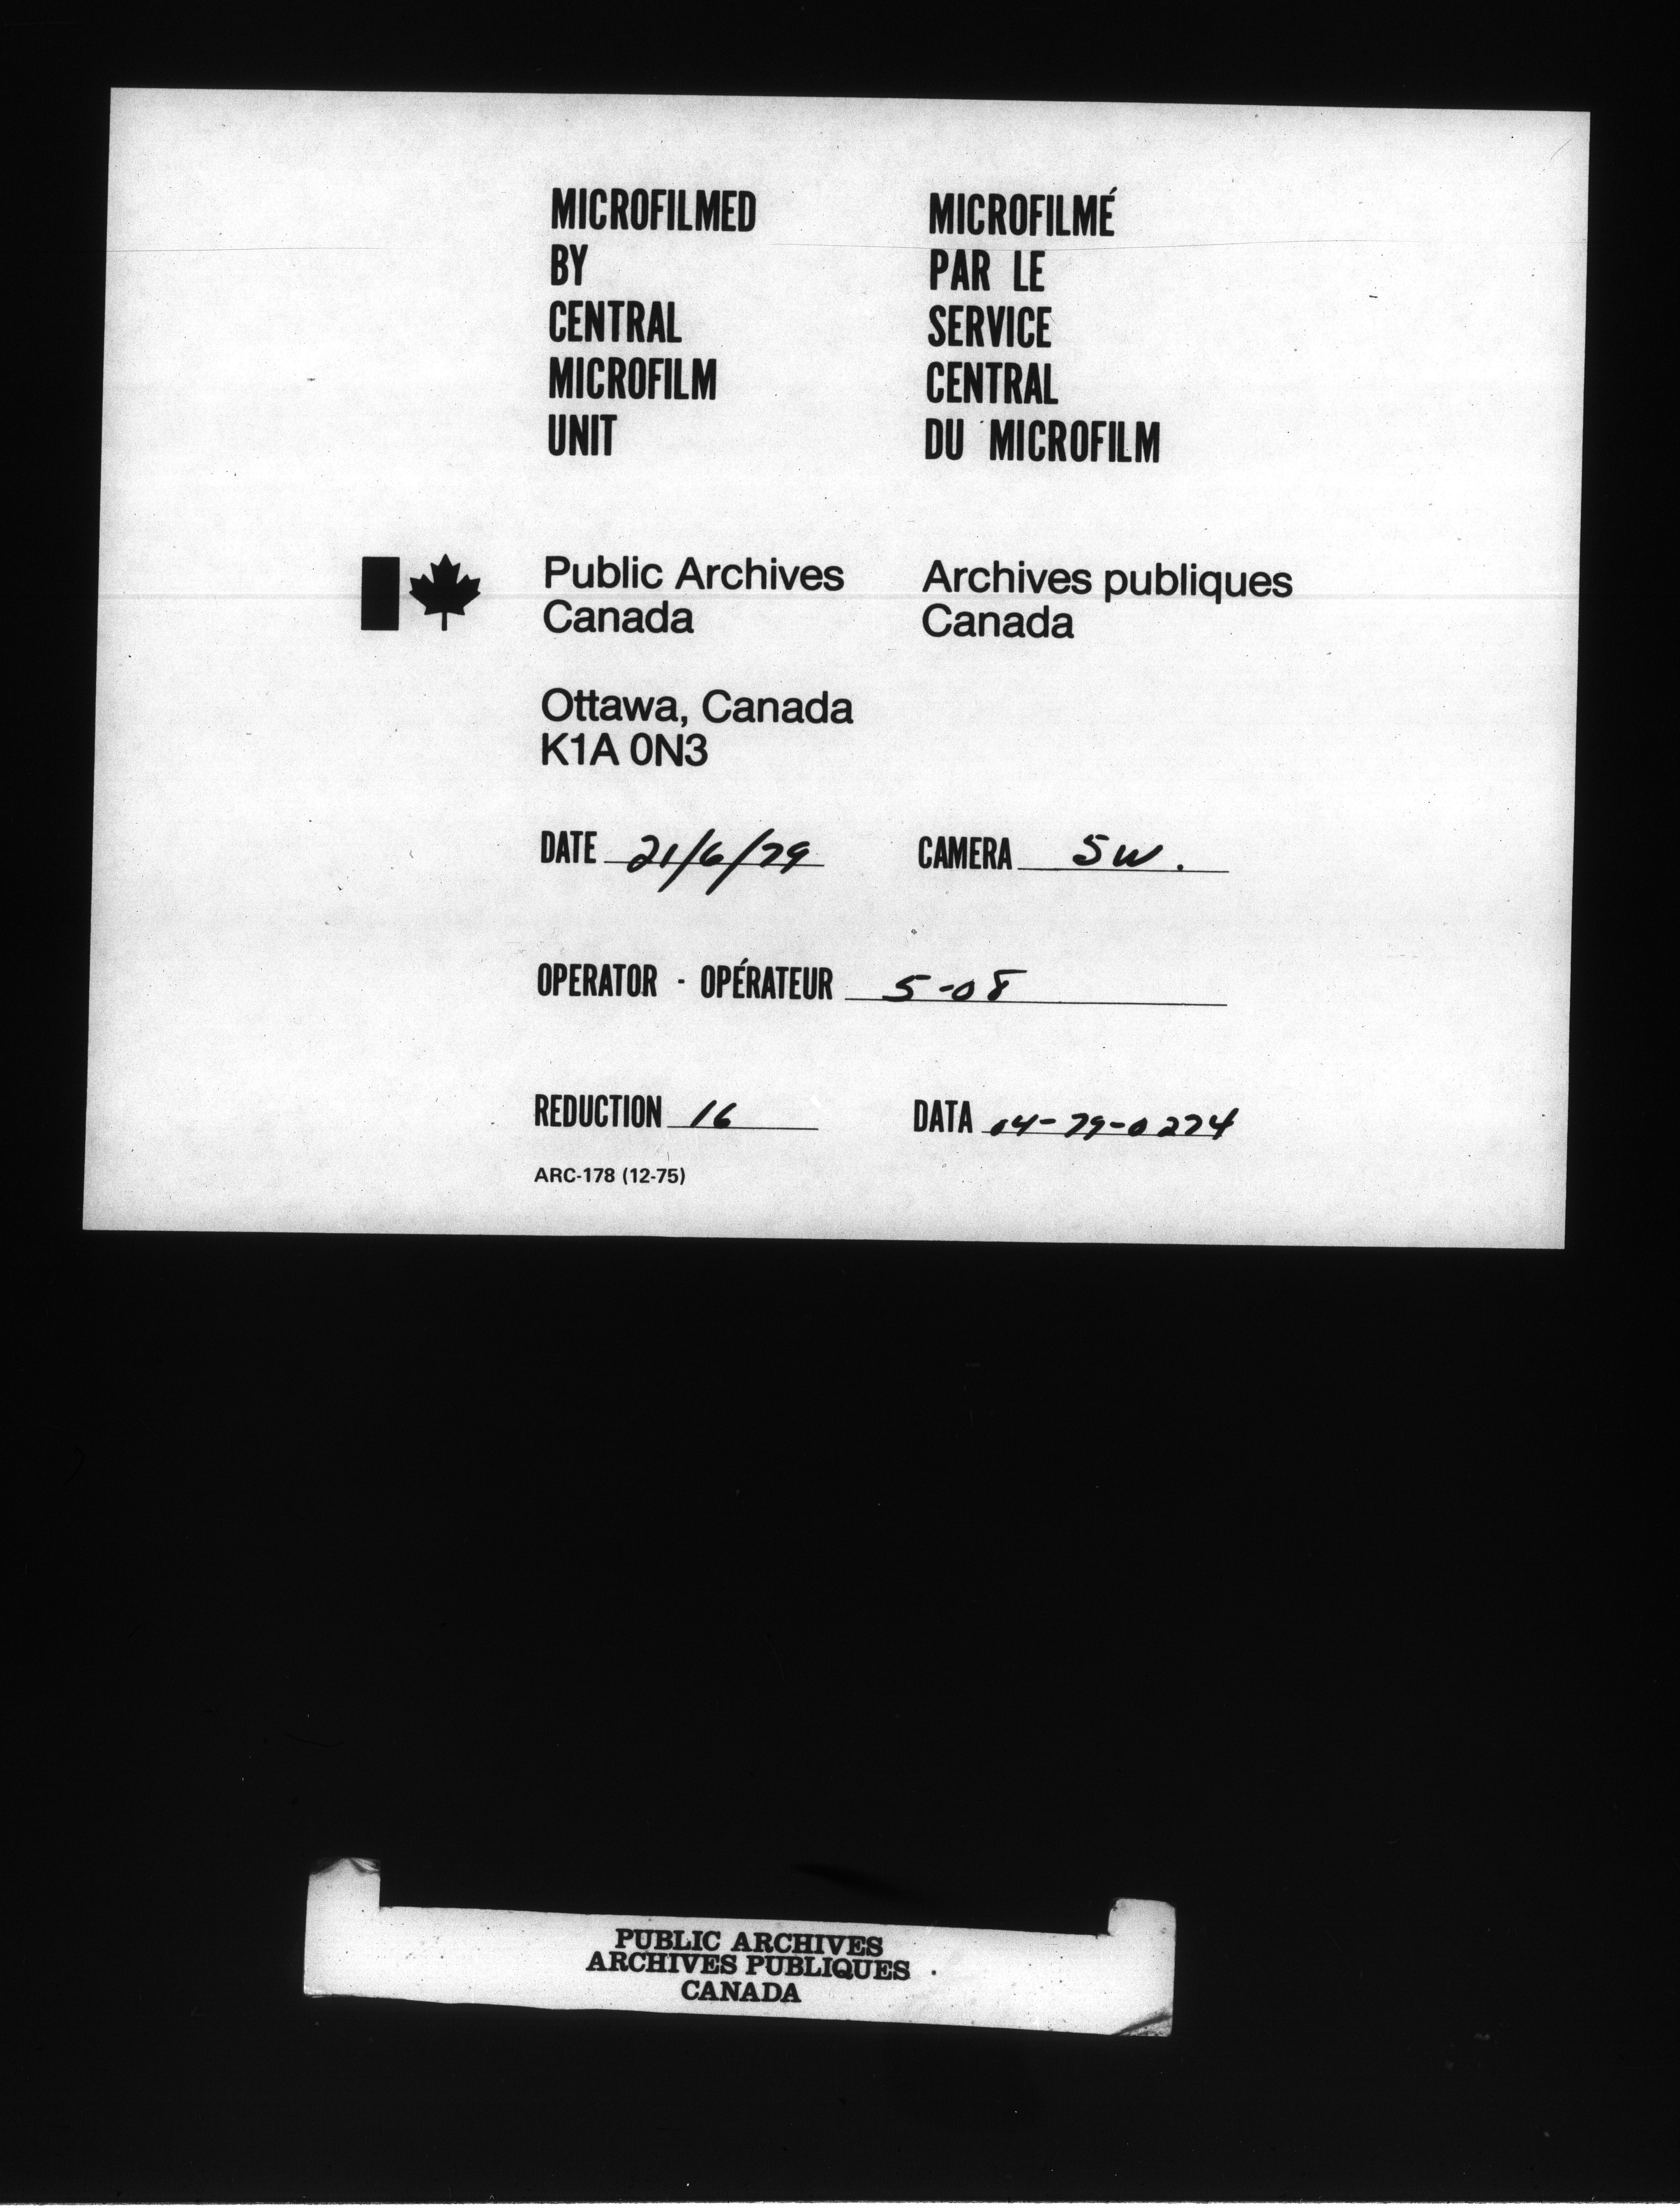 MICROFILMED
BY
CENTRAL
MICROFILM
UNIT
MICROFILMÉ
PAR LE
SERVICE
CENTRAL
DU MICROFILM
Public Archives
Canada
Archives publiques
Canada
Ottawa, Canada
K1A 0N3
DATE 21/6/79
CAMERA SW.
OPERATOR - OPÉRATEUR 5-08
REDUCTION 16
DATA 04-79-0274
ARC-178 (12-75)
PUBLIC ARCHIVES
ARCHIVES PUBLIQUES
CANADA